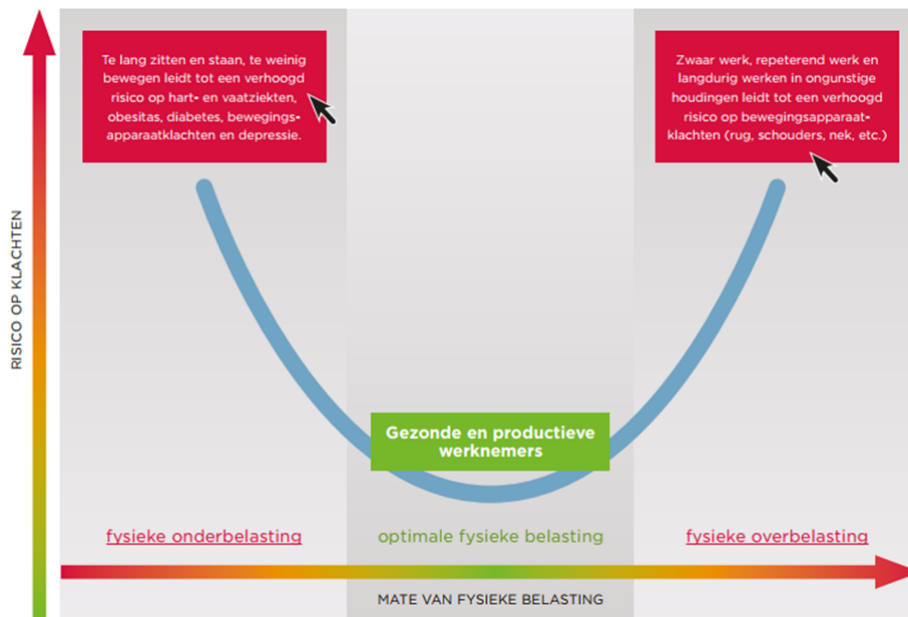 Te lang zitten en staan, te weinig
bewegen leidt tot een verhoogd
risico op hart- en vaatziekten,
obesitas, diabetes, bewegings-
apparaatklachten en depressie.
Zwaar werk, repeterend werk en
langdurig werken in ongunstige
houdingen leidt tot een verhoogd
risico op bewegingsapparaat-
klachten (rug, schouders, nek, etc.)
RISICO OP KLACHTEN
Gezonde en productieve
werknemers
fysieke onderbelasting
optimale fysieke belasting
fysieke overbelasting
MATE VAN FYSIEKE BELASTING